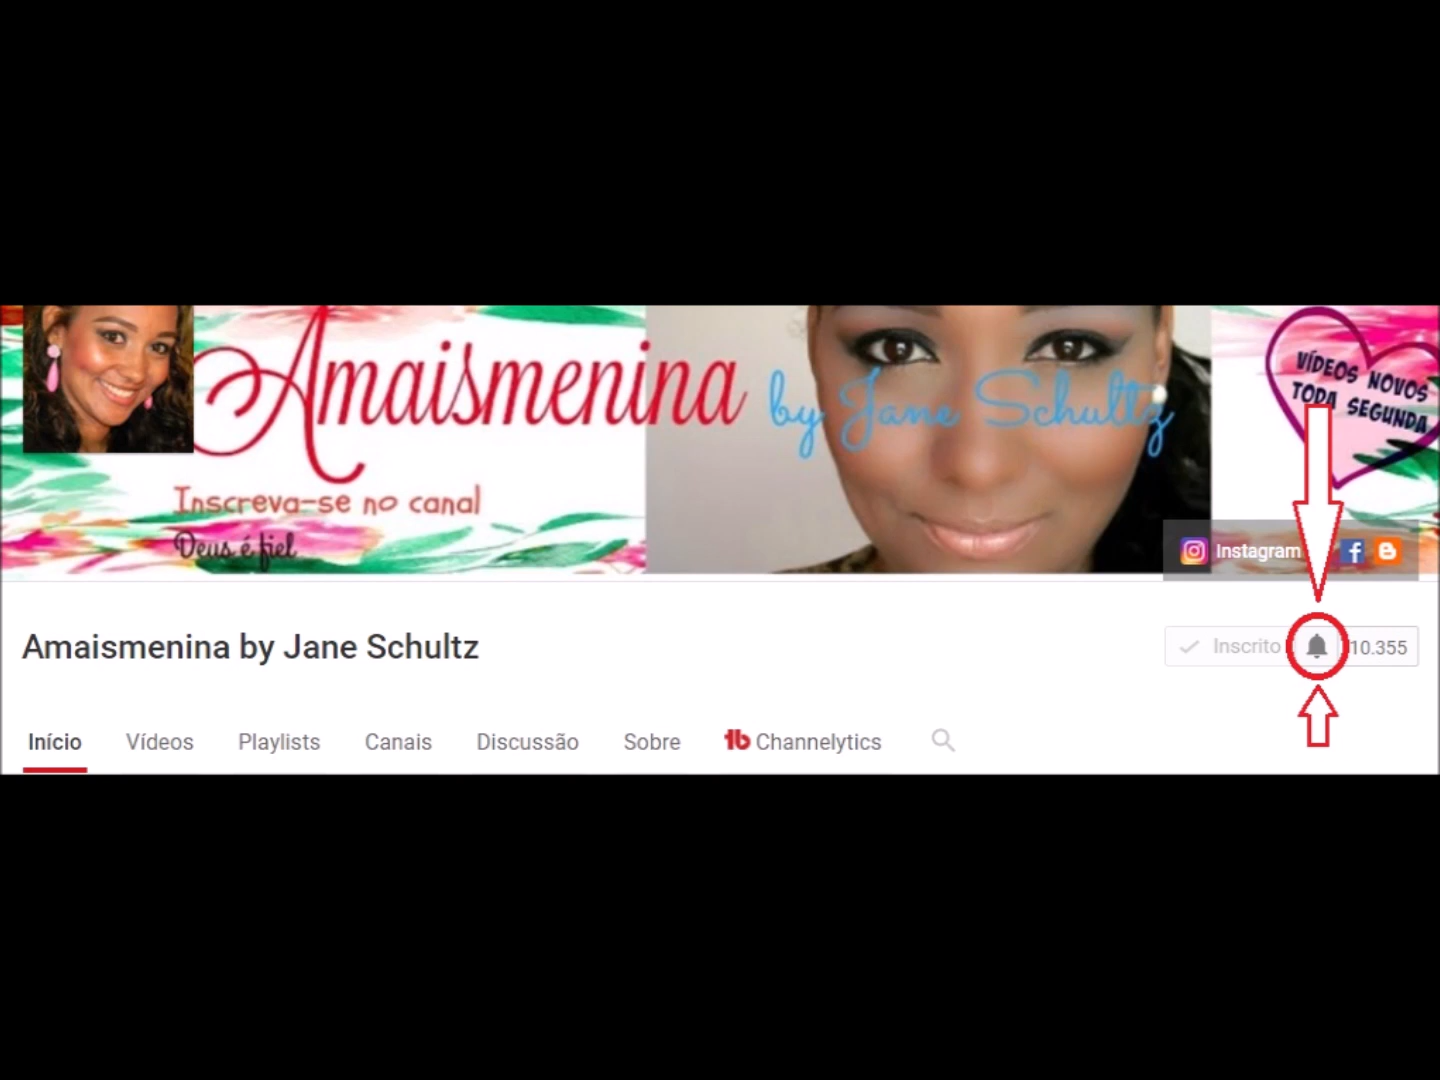 Amaismenina by Jane Schultz
VÍDEOS NOVOS
TODA SEGUNDA
Inscreva-se no canal
Deus é fiel
Instagram
Amaismenina by Jane Schultz
Inscrito
10.355
Início Vídeos Playlists Canais Discussão Sobre Channelytics